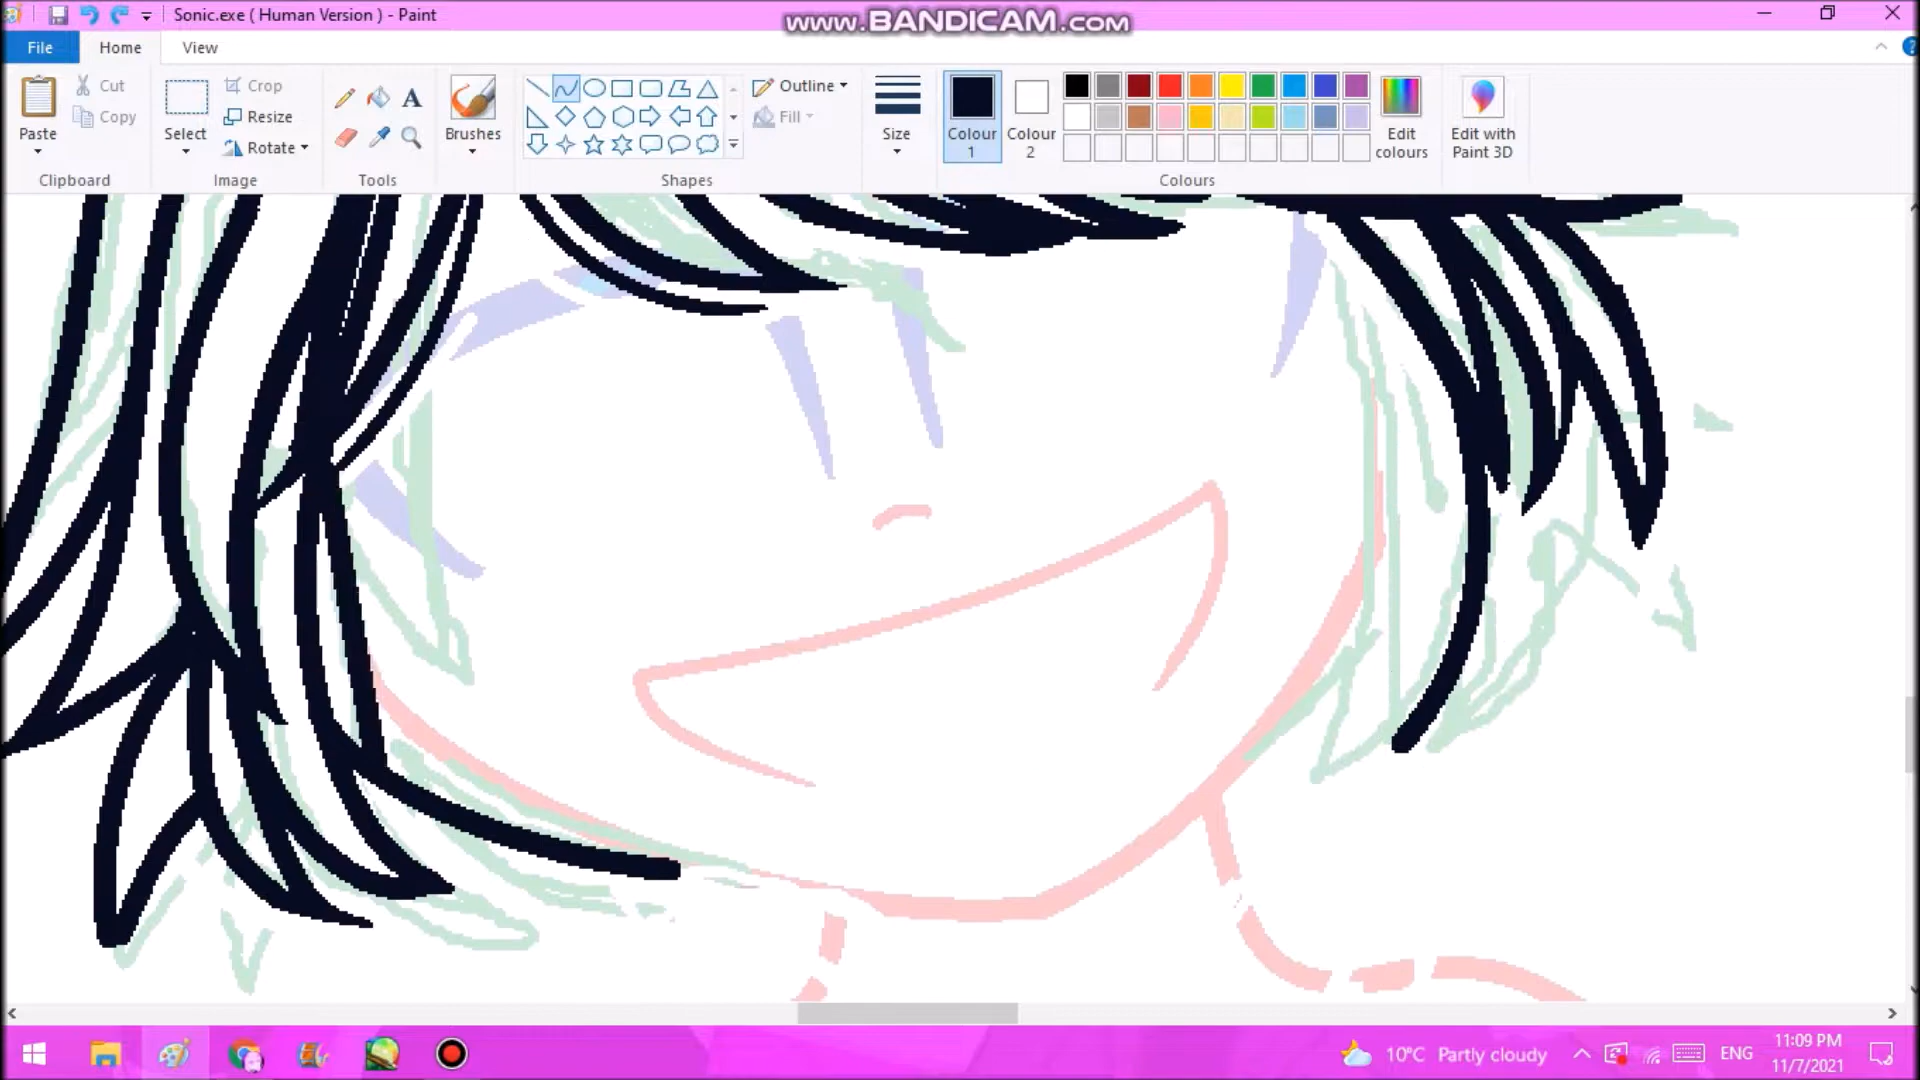 Sonic.exe ( Human Version ) - Paint
www.BANDICAM.com
File
Home
View
Paste
Cut
Copy
Clipboard
Select
Crop
Resize
Rotate
Image
A
Tools
Brushes
Shapes
Outline
Fill
Size
Colour
1
Colour
2
Edit
colours
Colours
Edit with
Paint 3D
10°C Partly cloudy
ENG
11:09 PM
11/7/2021